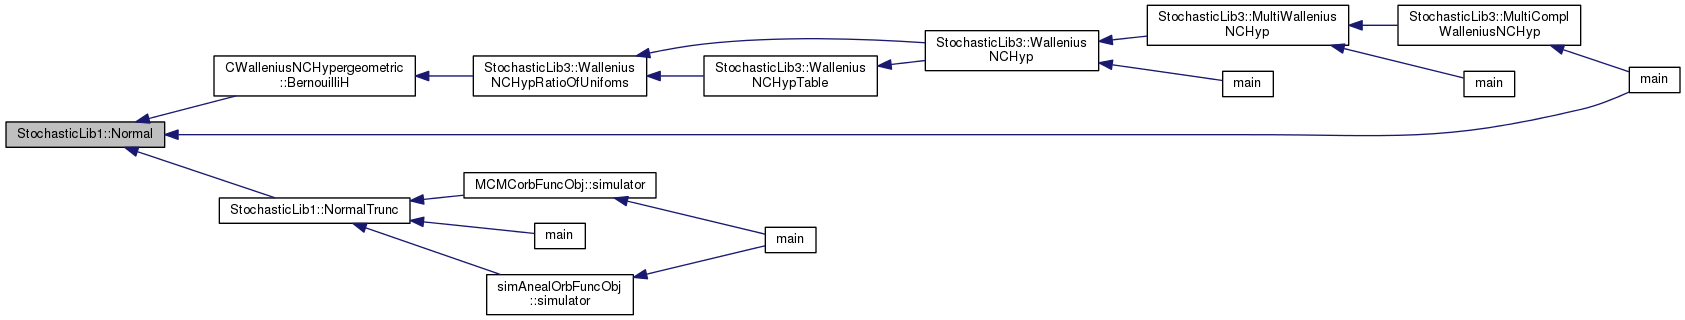 StochasticLib1::Normal
CWalleniusNCHypergeometric
::BernouilliH
StochasticLib3::Wallenius
NCHypRatioOfUnifoms
StochasticLib3::Wallenius
NCHypTable
StochasticLib3::Wallenius
NCHyp
StochasticLib3::MultiWallenius
NCHyp
StochasticLib3::MultiCompl
WalleniusNCHyp
main
main
main
StochasticLib1::NormalTrunc
MCMCorbFuncObj::simulator
main
simAnealOrbFuncObj
::simulator
main